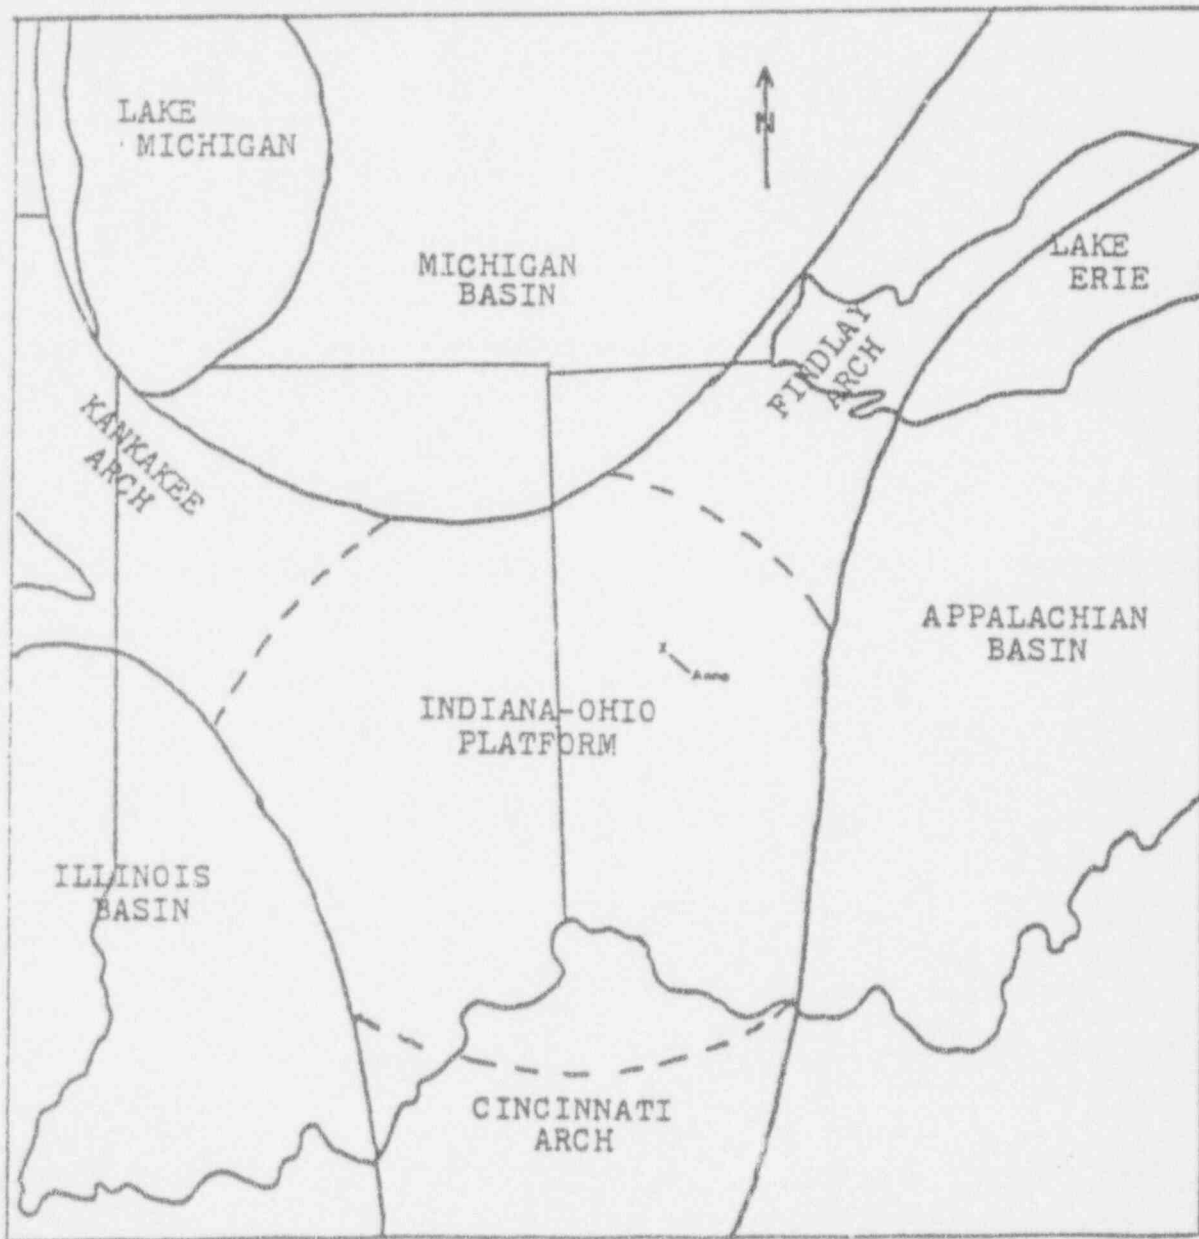 LAKE
MICHIGAN
N
MICHIGAN
BASIN
LAKE
ERIE
FINDLAY
ARCH
KANKAKEE
ARCH
APPALACHIAN
BASIN
X
Anna
INDIANA-OHIO
PLATFORM
ILLINOIS
BASIN
CINCINNATI
ARCH